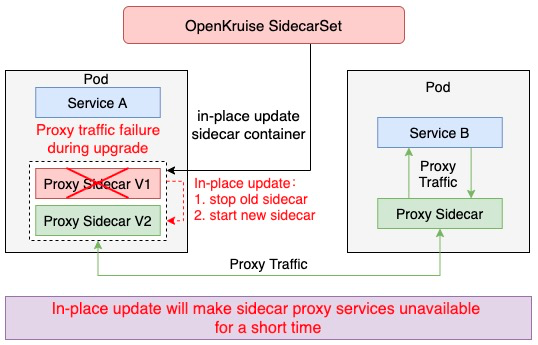 OpenKruise SidecarSet
Pod
Service A
Proxy traffic failure
during upgrade
Proxy Sidecar V1
Proxy Sidecar V2
in-place update
sidecar container
In-place update：
1. stop old sidecar
2. start new sidecar
Pod
Service B
Proxy
Traffic
Proxy Sidecar
Proxy Traffic
In-place update will make sidecar proxy services unavailable
for a short time